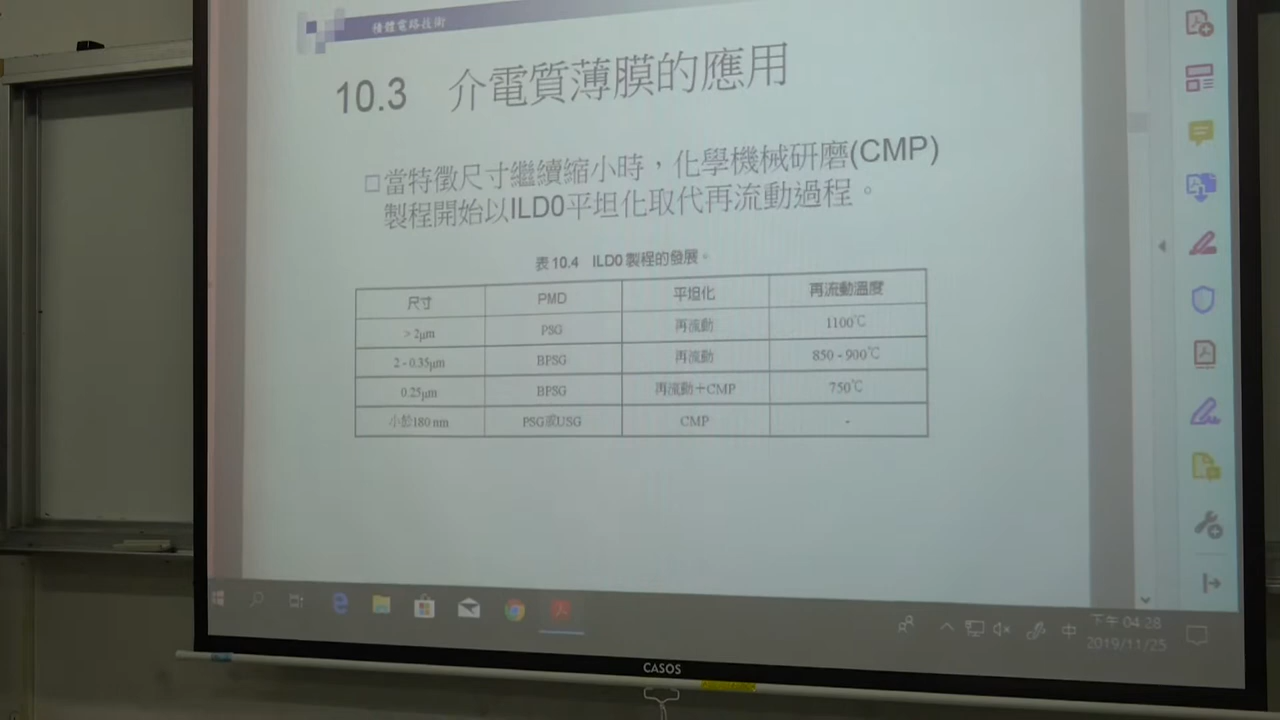 積體電路技術
10.3 介電質薄膜的應用
□當特徵尺寸繼續縮小時，化學機械研磨(CMP)
製程開始以ILD0平坦化取代再流動過程。
表10.4 ILD0製程的發展。
尺寸 PMD 平坦化 再流動溫度
> 2μm PSG 再流動 1100℃
2 - 0.35μm BPSG 再流動 850 - 900℃
0.25μm BPSG 再流動＋CMP 750℃
小於180 nm PSG或USG CMP -
中
下午 04:28
2019/11/25
CASOS